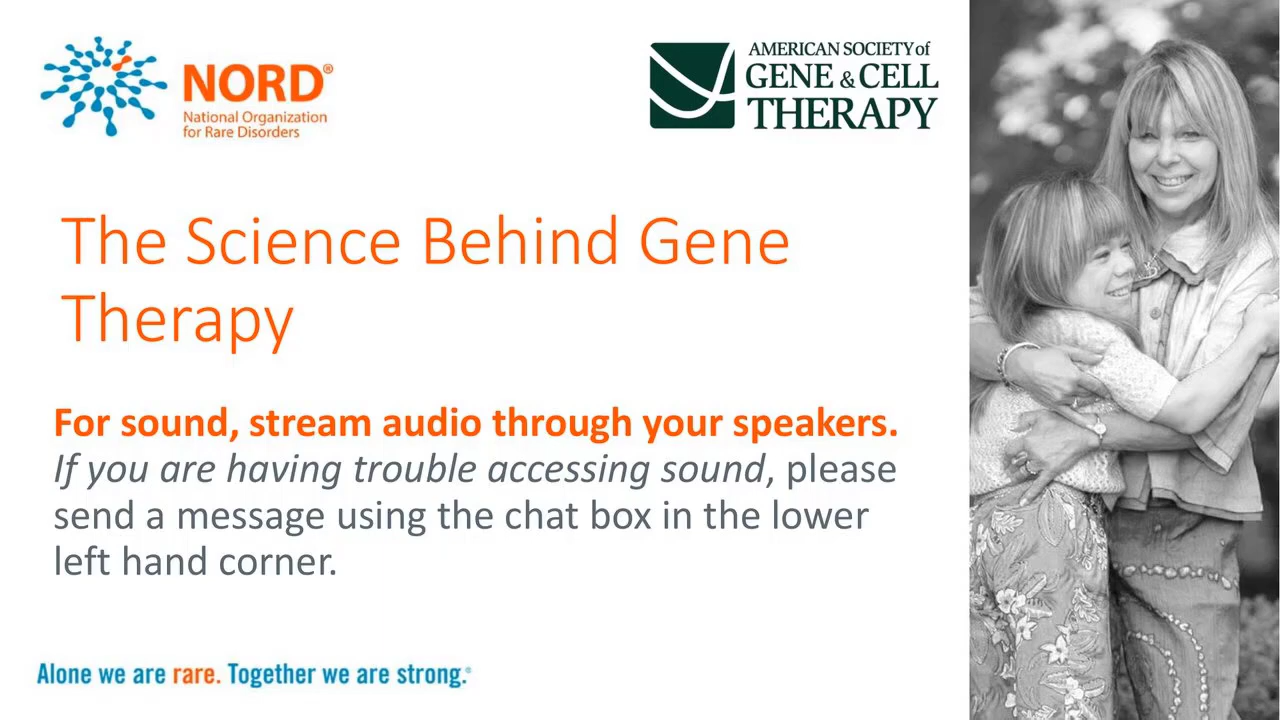 NORD®
National Organization
for Rare Disorders
AMERICAN SOCIETY of
GENE & CELL
THERAPY
The Science Behind Gene
Therapy
For sound, stream audio through your speakers.
If you are having trouble accessing sound, please
send a message using the chat box in the lower
left hand corner.
Alone we are rare. Together we are strong.®